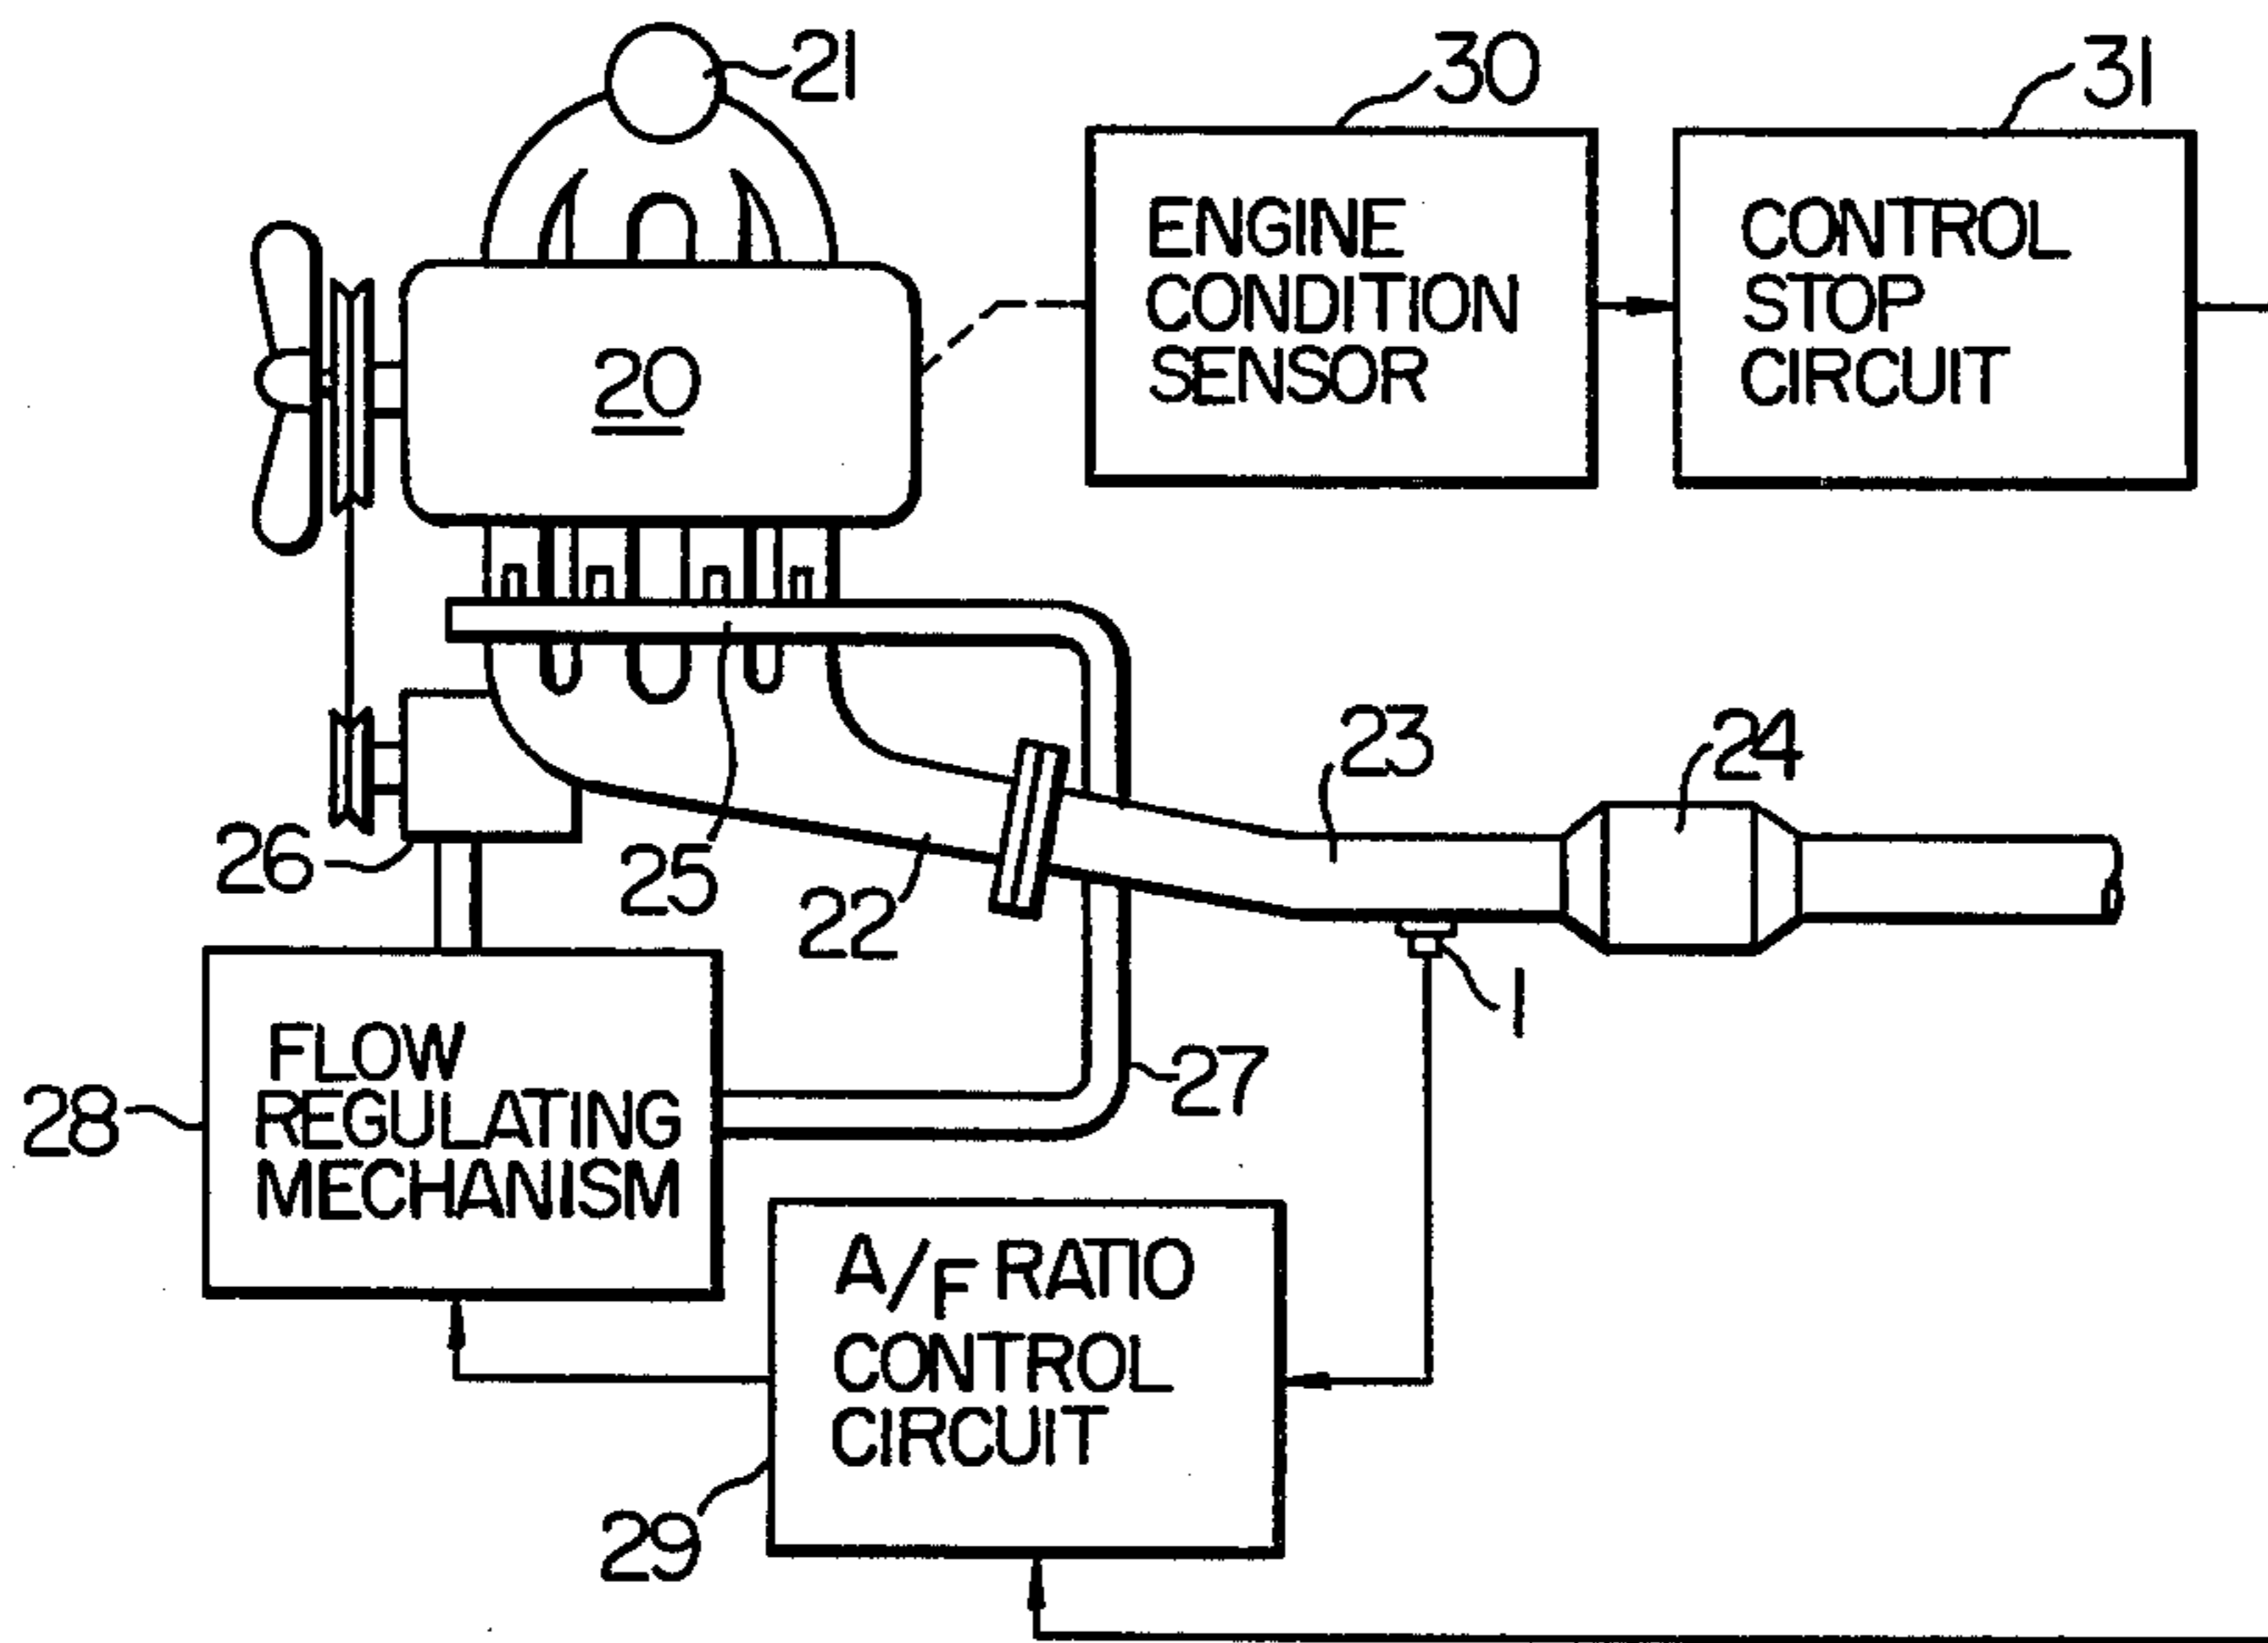 21
30
31
ENGINE
CONDITION
SENSOR
CONTROL
STOP
CIRCUIT
20
23
24
26
25
22
1
FLOW
REGULATING
MECHANISM
27
28
A/F RATIO
CONTROL
CIRCUIT
29